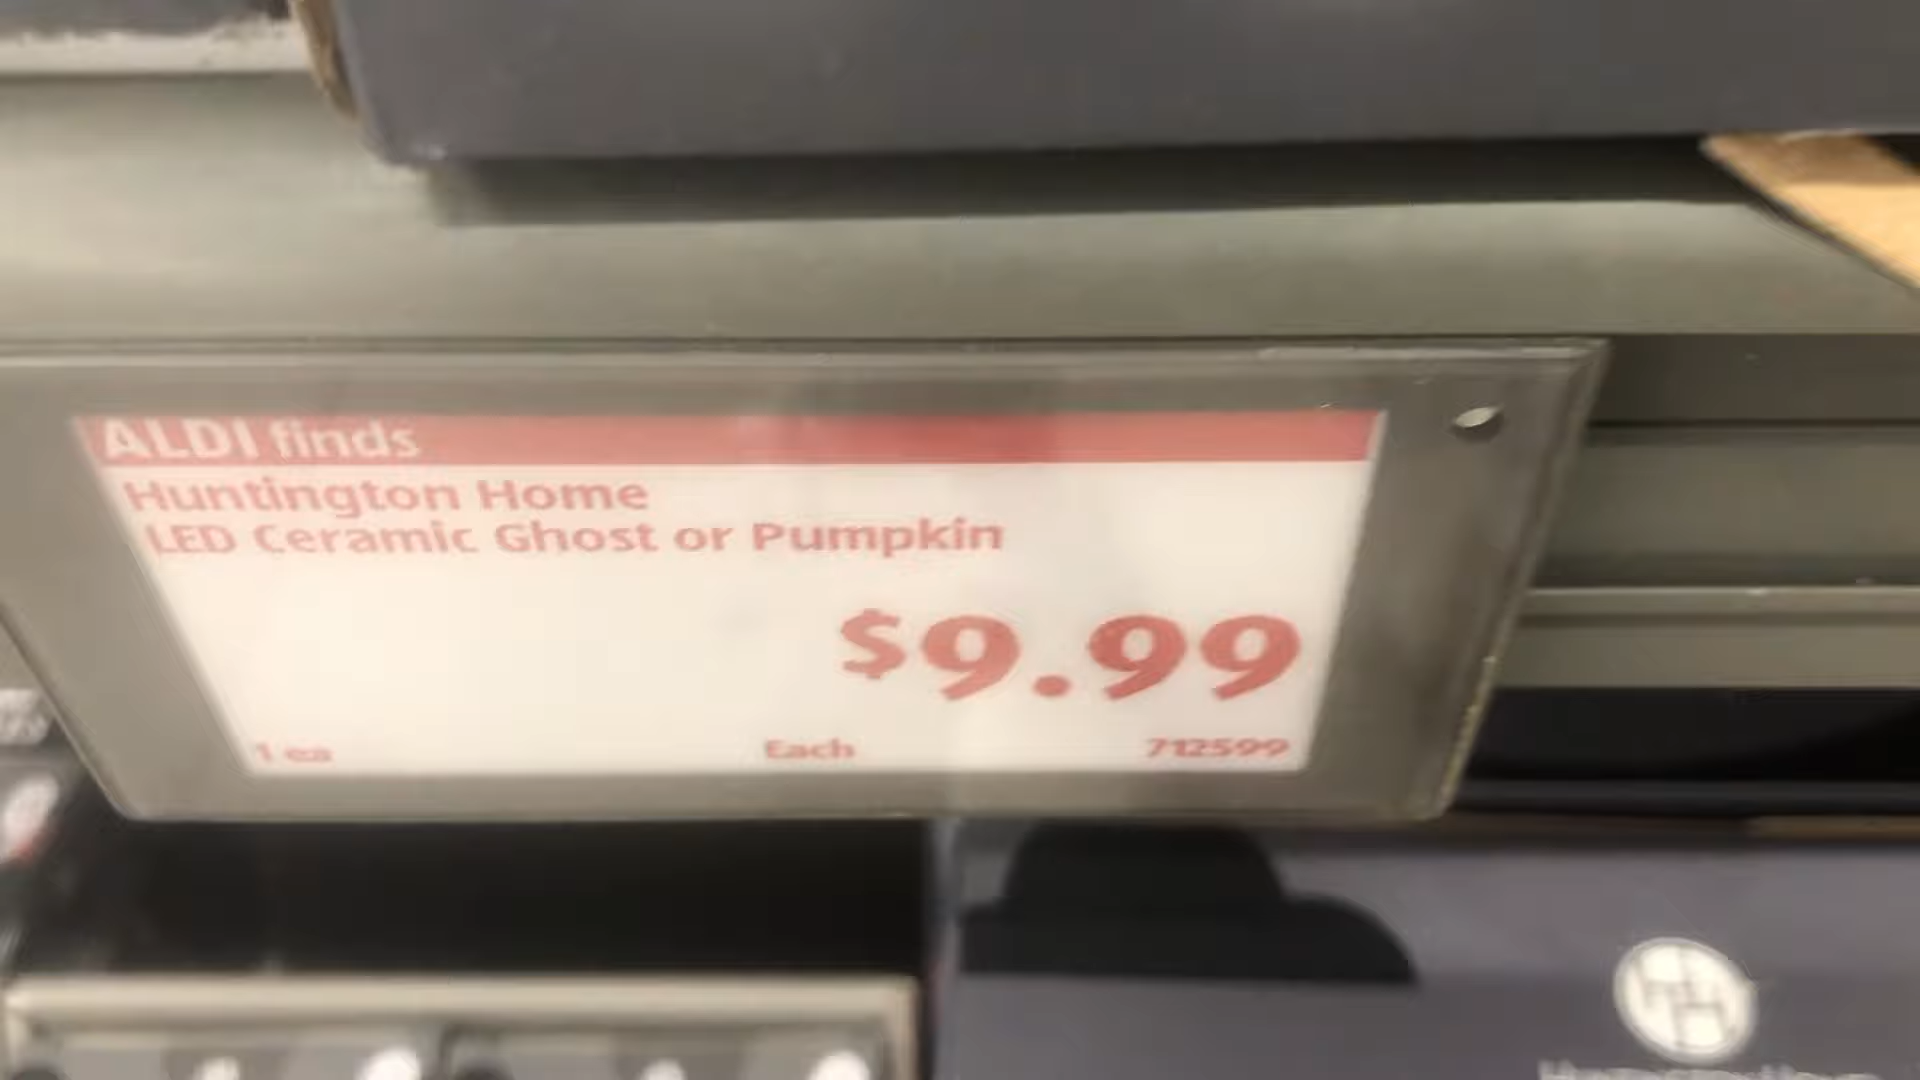 ALDI finds
Huntington Home
LED Ceramic Ghost or Pumpkin
$9.99
1 ea Each 712599